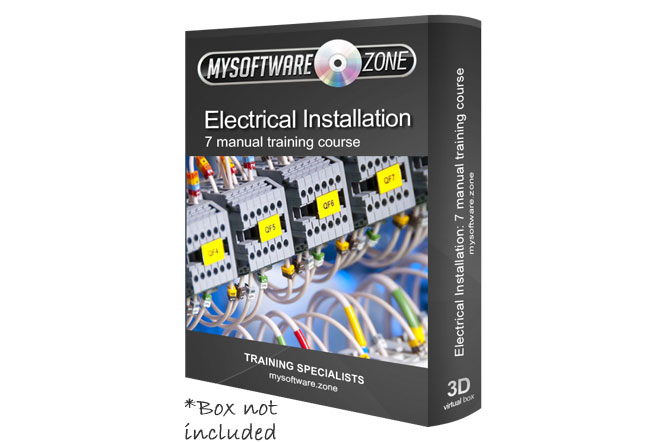 MYSOFTWARE ZONE
Electrical Installation
7 manual training course
QF4
QF5
QF6
QF7
TRAINING SPECIALISTS
mysoftware.zone
Electrical Installation: 7 manual training course
mysoftware.zone
3D
virtual box
*Box not
included